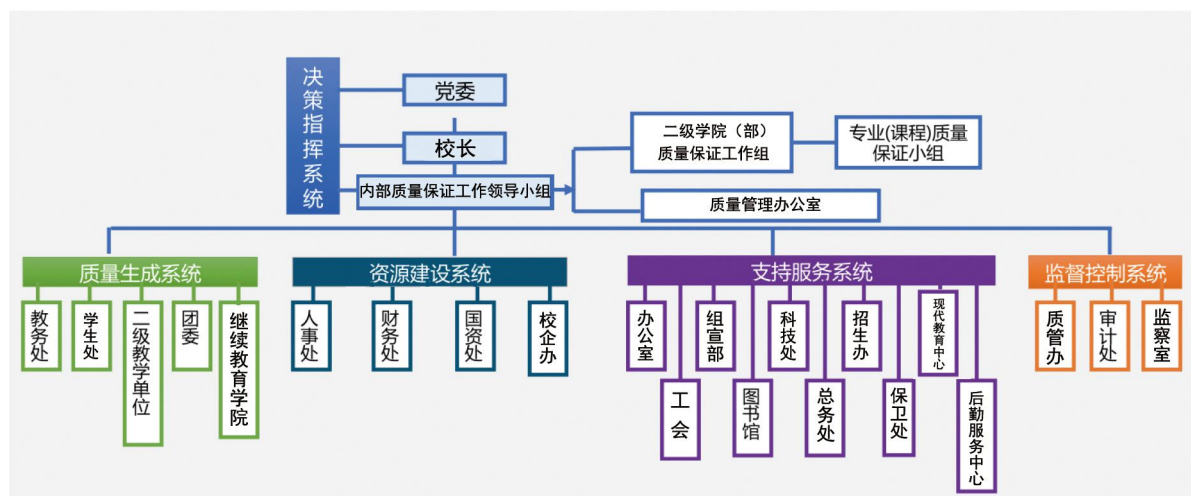 决策指挥系统
党委
校长
内部质量保证工作领导小组
二级学院（部）
质量保证工作组
专业(课程)质量
保证小组
质量管理办公室
质量生成系统
资源建设系统
支持服务系统
监督控制系统
教务处
学生处
二级教学单位
团委
继续教育学院
人事处
财务处
国资处
校企办
办公室
工会
组宣部
图书馆
科技处
总务处
招生办
保卫处
现代教育中心
后勤服务中心
质管办
审计处
监察室